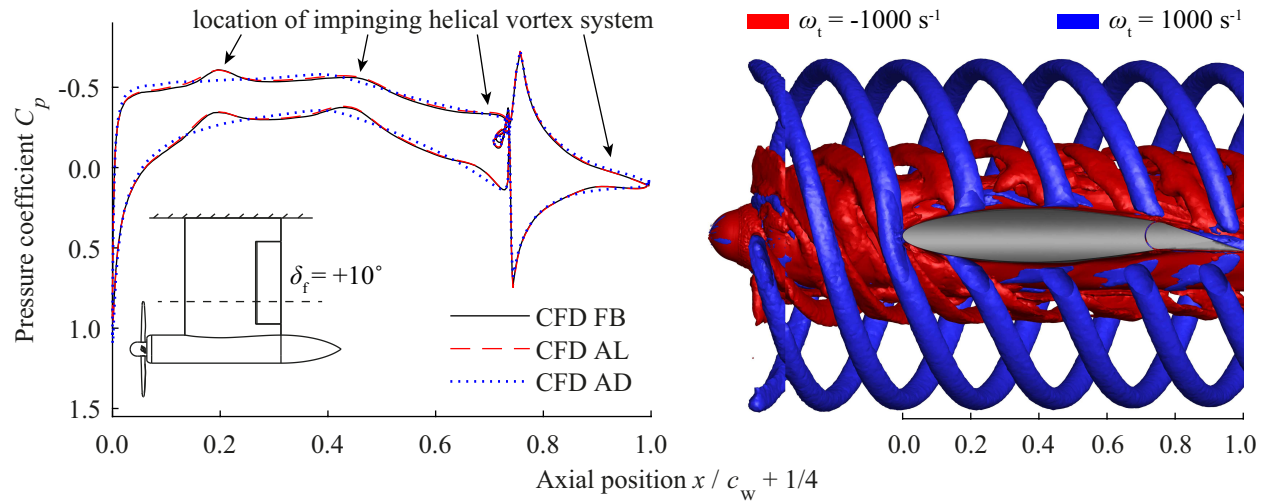 location of impinging helical vortex system
Pressure coefficient Cₚ
-0.5
0.0
0.5
1.0
1.5
δf = +10°
CFD FB
CFD AL
CFD AD
0.0 0.2 0.4 0.6 0.8 1.0
ωt = -1000 s⁻¹ ωt = 1000 s⁻¹
0.0 0.2 0.4 0.6 0.8 1.0
Axial position x / cw + 1/4